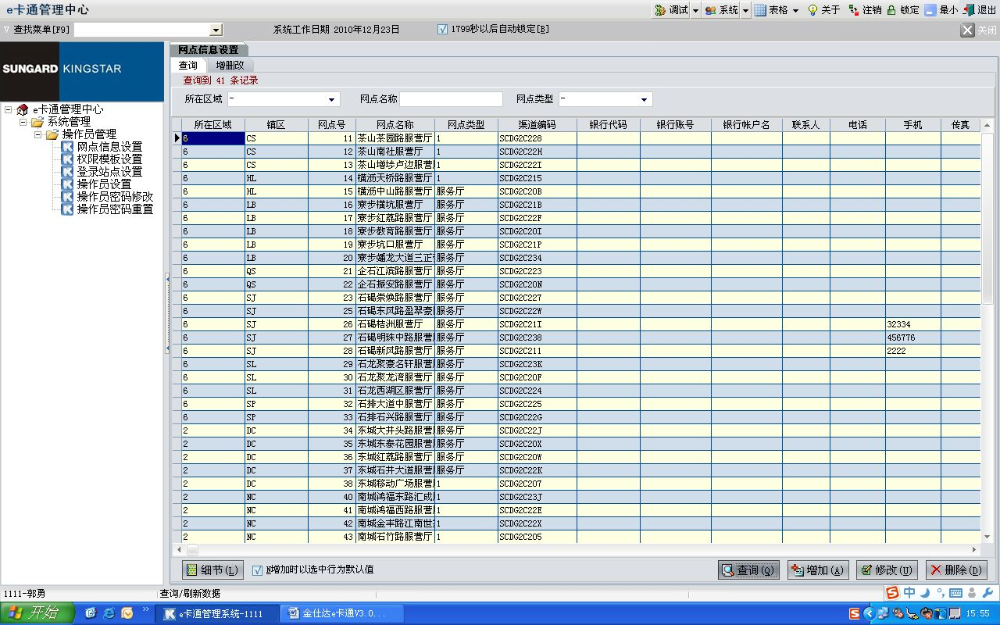 e卡通管理中心 调试 系统 表格 关于 注销 锁定 最小 退出
查找菜单[F9] 系统工作日期 2010年12月23日 1799秒以后自动锁定[B] 关闭
SUNGARD KINGSTAR
e卡通管理中心
系统管理
操作员管理
网点信息设置
权限模板设置
登录站点设置
操作员设置
操作员密码修改
操作员密码重置
网点信息设置
查询 增删改
查询到 41 条记录
所在区域 - 网点名称 网点类型 -
所在区域 镇区 网点号 网点名称 网点类型 渠道编码 银行代码 银行账号 银行帐户名 联系人 电话 手机 传真
6 CS 11 茶山茶园路服营厅 1 SCDG2C228
6 CS 12 茶山南社服营厅 1 SCDG2C22H
6 CS 13 茶山增埗卢边服营 1 SCDG2C22I
6 HL 14 横沥天桥路服营厅 1 SCDG2C215
6 HL 15 横沥中山路服营厅 服务厅 SCDG2C20B
6 LB 16 寮步横坑服营厅 服务厅 SCDG2C21B
6 LB 17 寮步红荔路服营厅 服务厅 SCDG2C22F
6 LB 18 寮步教育路服营厅 服务厅 SCDG2C20I
6 LB 19 寮步坑口服营厅 服务厅 SCDG2C21P
6 LB 20 寮步蟠龙大道三正 服务厅 SCDG2C234
6 QS 21 企石江滨路服营厅 服务厅 SCDG2C223
6 QS 22 企石振安路服营厅 服务厅 SCDG2C20N
6 SJ 23 石碣崇焕路服营厅 服务厅 SCDG2C227
6 SJ 25 石碣东风路盈翠豪 服务厅 SCDG2C22W
6 SJ 26 石碣桔洲服营厅 服务厅 SCDG2C21I 32334
6 SJ 27 石碣明珠中路服营 服务厅 SCDG2C238 456776
6 SJ 28 石碣新风路服营厅 服务厅 SCDG2C211 2222
6 SL 29 石龙聚豪名轩服营 服务厅 SCDG2C23K
6 SL 30 石龙聚龙湾服营厅 服务厅 SCDG2C20F
6 SL 31 石龙西湖区服营厅 服务厅 SCDG2C224
6 SP 32 石排大道中服营厅 服务厅 SCDG2C225
6 SP 33 石排石兴路服营厅 服务厅 SCDG2C22G
2 DC 34 东城大井头路服营 服务厅 SCDG2C22J
2 DC 35 东城东泰花园服营 服务厅 SCDG2C20X
2 DC 36 东城红荔路服营厅 服务厅 SCDG2C20W
2 DC 37 东城石井大道服营 服务厅 SCDG2C22K
2 DC 38 东城移动广场服营 1 SCDG2C207
2 NC 40 南城鸿福东路汇成 1 SCDG2C23J
2 NC 41 南城鸿福西路服营 1 SCDG2C22E
2 NC 42 南城金丰路江南世 1 SCDG2C22X
2 NC 43 南城石竹路服营厅 1 SCDG2C205
细节(L) N增加时以选中行为默认值 查询(Q) 增加(A) 修改(U) 删除(D)
1111-郭勇 查询/刷新数据 中
开始 e卡通管理系统-1111 金仕达e卡通V3.0... 15:55